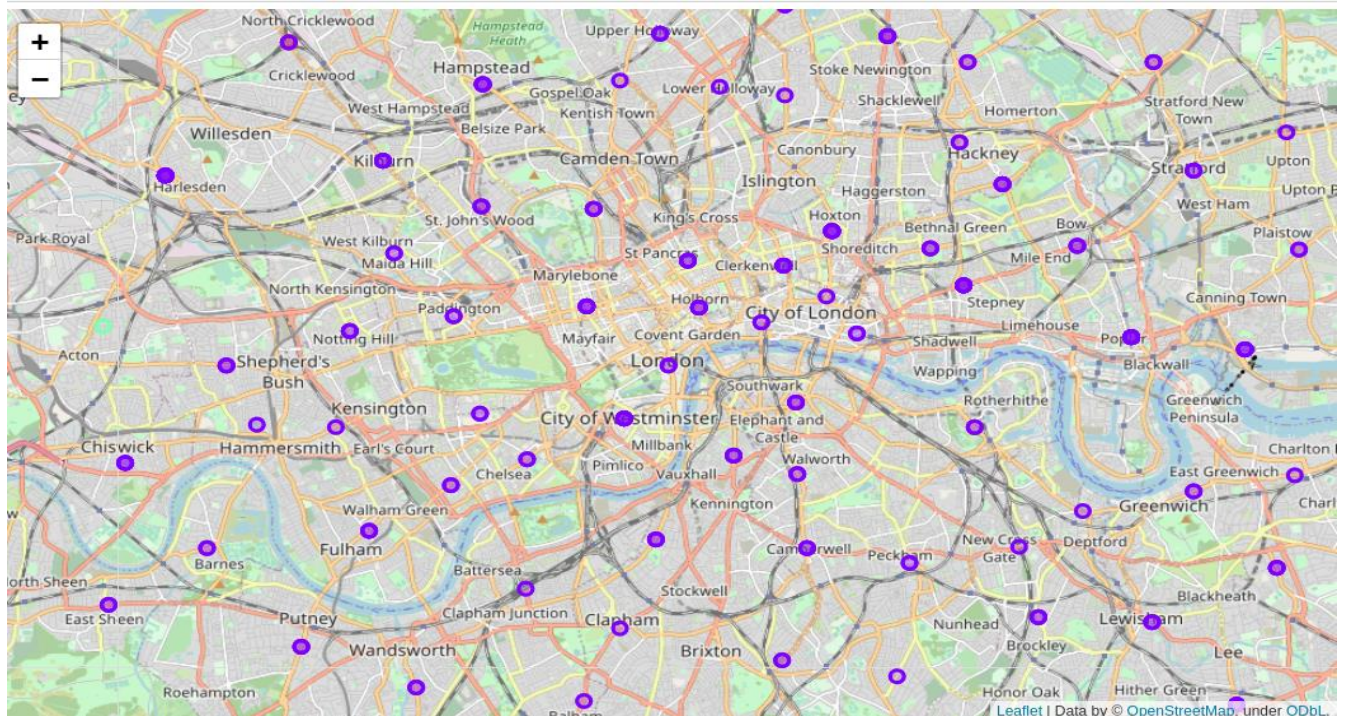 +
−
North Cricklewood
Hampstead
Heath
Upper Holloway
Cricklewood
Hampstead
Gospel Oak
Lower Holloway
Stoke Newington
Shacklewell
Homerton
Stratford New
Town
West Hampstead
Kentish Town
Belsize Park
Willesden
Kilburn
Camden Town
Canonbury
Hackney
Stratford
Upton
Harlesden
Islington
Haggerston
Upton P
West Ham
St. John's Wood
King's Cross
Hoxton
Bethnal Green
Bow
Plaistow
Park Royal
West Kilburn
Maida Hill
St Pancras
Clerkenwell
Shoreditch
Mile End
Marylebone
North Kensington
Paddington
Holborn
City of London
Stepney
Canning Town
Notting Hill
Mayfair
Covent Garden
Shadwell
Limehouse
Poplar
Acton
Shepherd's
Bush
London
Wapping
Blackwall
Southwark
Rotherhithe
Greenwich
Peninsula
Kensington
City of Westminster
Elephant and
Castle
Chiswick
Hammersmith
Earl's Court
Millbank
Charlton
Chelsea
Pimlico
Vauxhall
Walworth
East Greenwich
Walham Green
Kennington
Greenwich
Charl
w
Fulham
Camberwell
Peckham
New Cross
Gate
Deptford
Barnes
Battersea
orth Sheen
Stockwell
Blackheath
East Sheen
Putney
Clapham Junction
Clapham
Nunhead
Lewisham
Wandsworth
Brixton
Brockley
Lee
Roehampton
Balham
Honor Oak
Hither Green
Leaflet | Data by © OpenStreetMap, under ODbL.